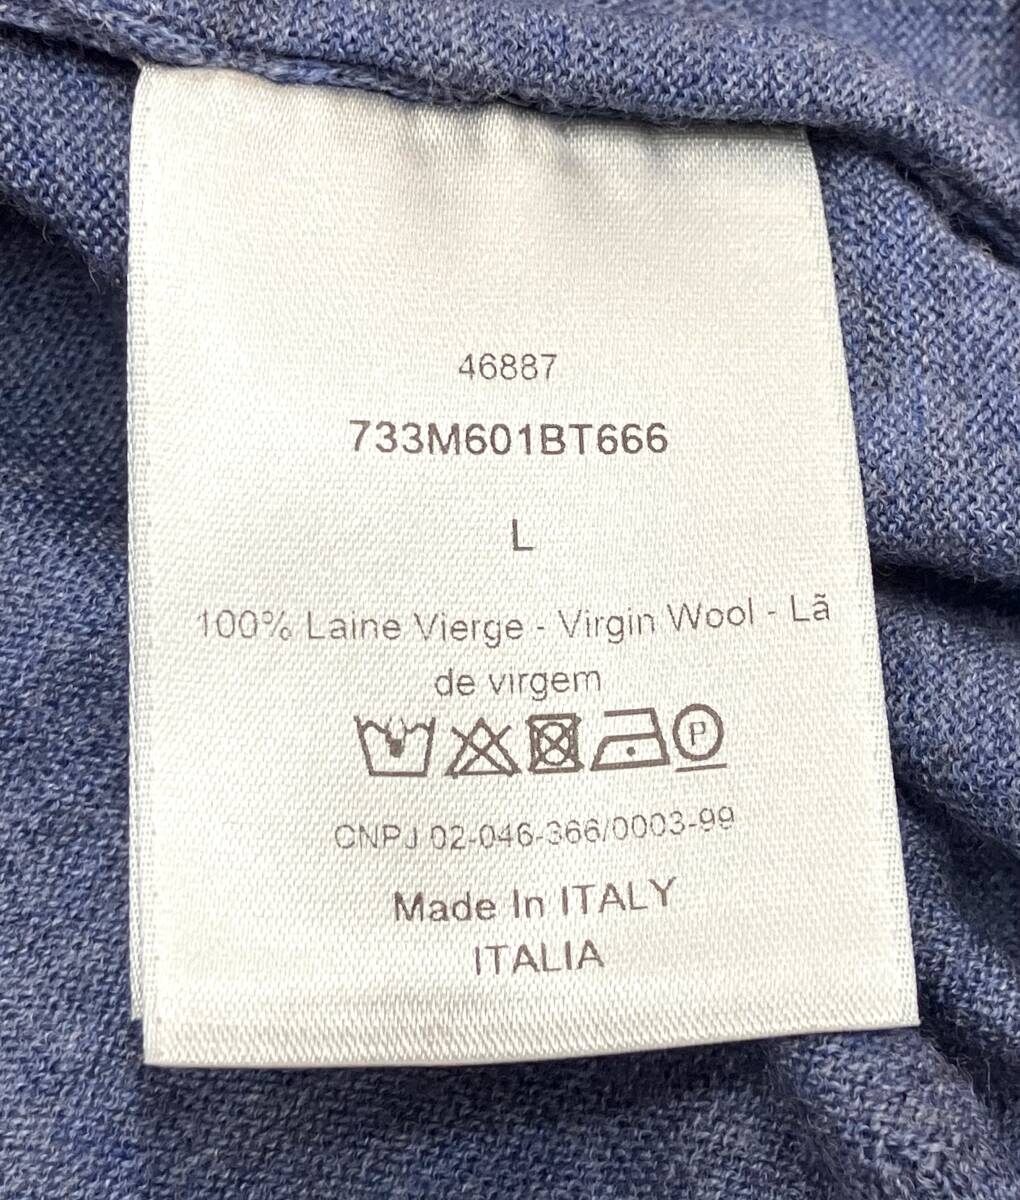 46887
733M601BT666
L
100% Laine Vierge - Virgin Wool - Lã
de virgem
P
CNPJ 02-046-366/0003-99
Made In ITALY
ITALIA